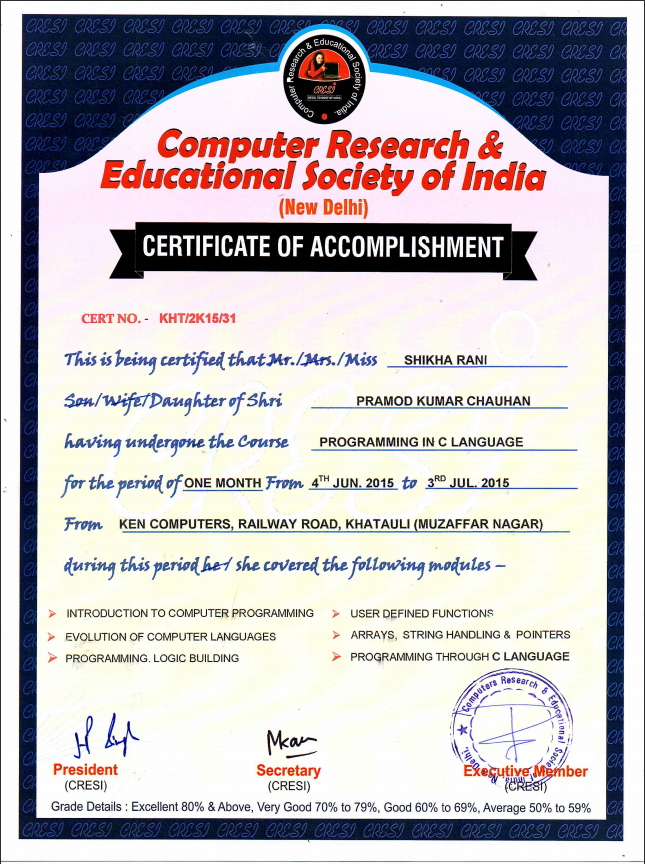 Computer Research & Educational Society of India.
CRESI
Computer Research &
Educational Society of India
(New Delhi)
CERTIFICATE OF ACCOMPLISHMENT
CERT NO. - KHT/2K15/31
This is being certified that Mr./Mrs./Miss SHIKHA RANI
Son/Wife/Daughter of Shri PRAMOD KUMAR CHAUHAN
having undergone the Course PROGRAMMING IN C LANGUAGE
for the period of ONE MONTH From 4TH JUN. 2015 to 3RD JUL. 2015
From KEN COMPUTERS, RAILWAY ROAD, KHATAULI (MUZAFFAR NAGAR)
during this period he/ she covered the following modules –
INTRODUCTION TO COMPUTER PROGRAMMING
EVOLUTION OF COMPUTER LANGUAGES
PROGRAMMING. LOGIC BUILDING
USER DEFINED FUNCTIONS
ARRAYS, STRING HANDLING & POINTERS
PROGRAMMING THROUGH C LANGUAGE
Computers Research & Educational Society
India, New Delhi.
President
(CRESI)
Secretary
(CRESI)
Executive Member
(CRESI)
Grade Details : Excellent 80% & Above, Very Good 70% to 79%, Good 60% to 69%, Average 50% to 59%